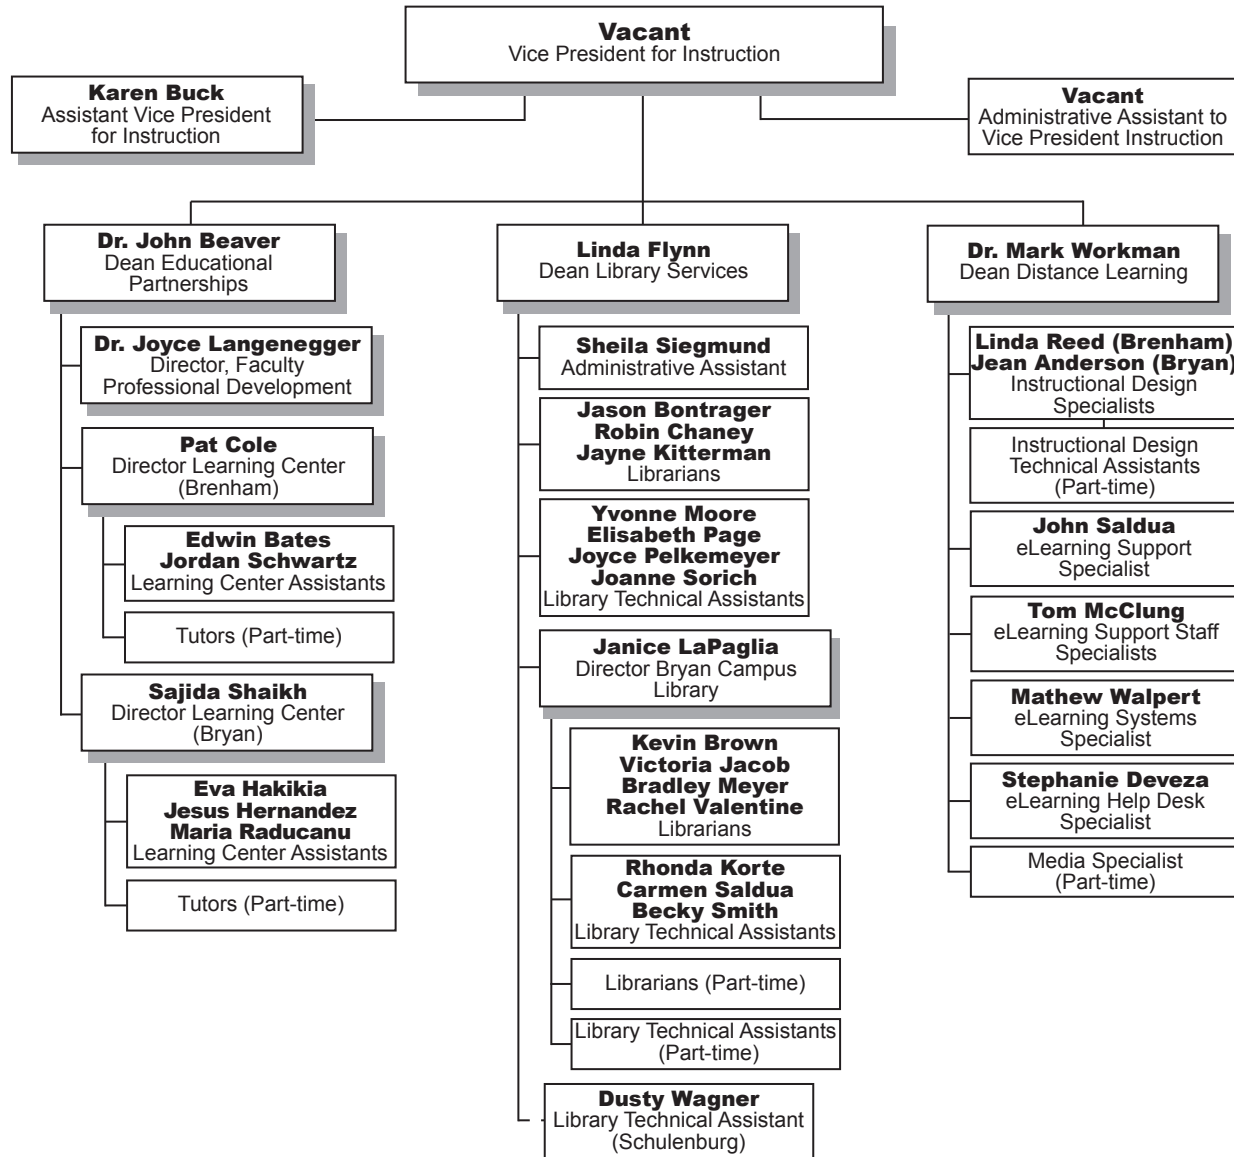 Vacant
Vice President for Instruction
Karen Buck
Assistant Vice President
for Instruction
Vacant
Administrative Assistant to
Vice President Instruction
Dr. John Beaver
Dean Educational
Partnerships
Dr. Joyce Langenegger
Director, Faculty
Professional Development
Pat Cole
Director Learning Center
(Brenham)
Edwin Bates
Jordan Schwartz
Learning Center Assistants
Tutors (Part-time)
Sajida Shaikh
Director Learning Center
(Bryan)
Eva Hakikia
Jesus Hernandez
Maria Raducanu
Learning Center Assistants
Tutors (Part-time)
Linda Flynn
Dean Library Services
Sheila Siegmund
Administrative Assistant
Jason Bontrager
Robin Chaney
Jayne Kitterman
Librarians
Yvonne Moore
Elisabeth Page
Joyce Pelkemeyer
Joanne Sorich
Library Technical Assistants
Janice LaPaglia
Director Bryan Campus
Library
Kevin Brown
Victoria Jacob
Bradley Meyer
Rachel Valentine
Librarians
Rhonda Korte
Carmen Saldua
Becky Smith
Library Technical Assistants
Librarians (Part-time)
Library Technical Assistants
(Part-time)
Dusty Wagner
Library Technical Assistant
(Schulenburg)
Dr. Mark Workman
Dean Distance Learning
Linda Reed (Brenham)
Jean Anderson (Bryan)
Instructional Design
Specialists
Instructional Design
Technical Assistants
(Part-time)
John Saldua
eLearning Support
Specialist
Tom McClung
eLearning Support Staff
Specialists
Mathew Walpert
eLearning Systems
Specialist
Stephanie Deveza
eLearning Help Desk
Specialist
Media Specialist
(Part-time)